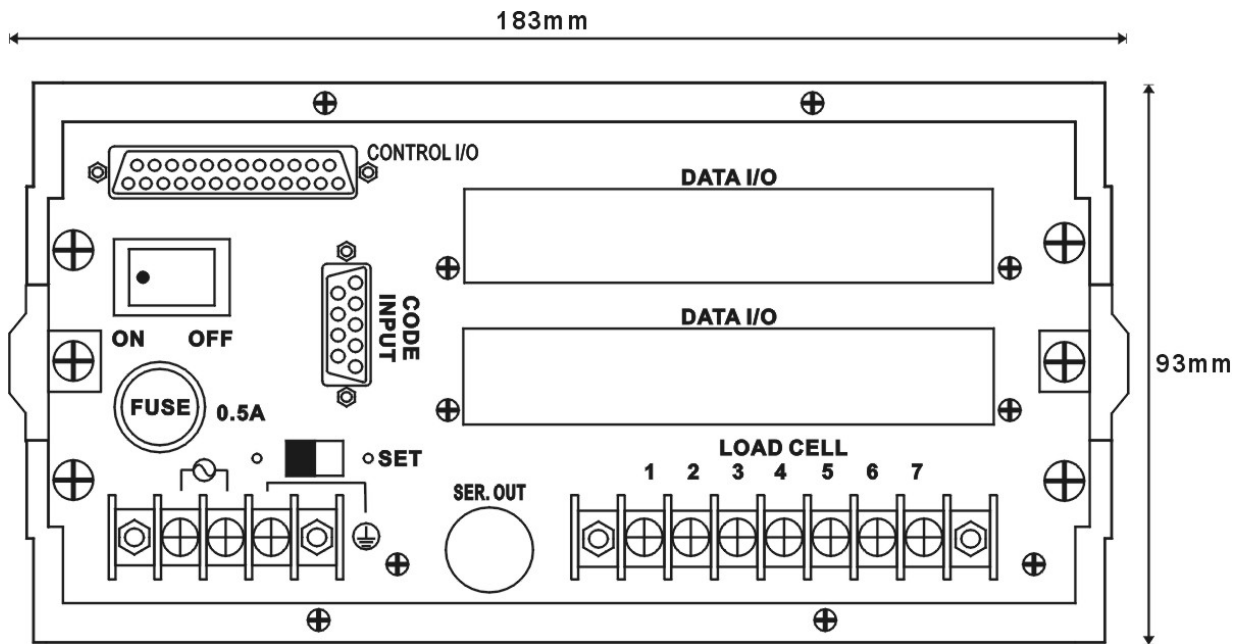 183mm
CONTROL I/O
DATA I/O
CODE
INPUT
ON OFF
DATA I/O
93mm
FUSE
0.5A
SET
LOAD CELL
1 2 3 4 5 6 7
SER. OUT